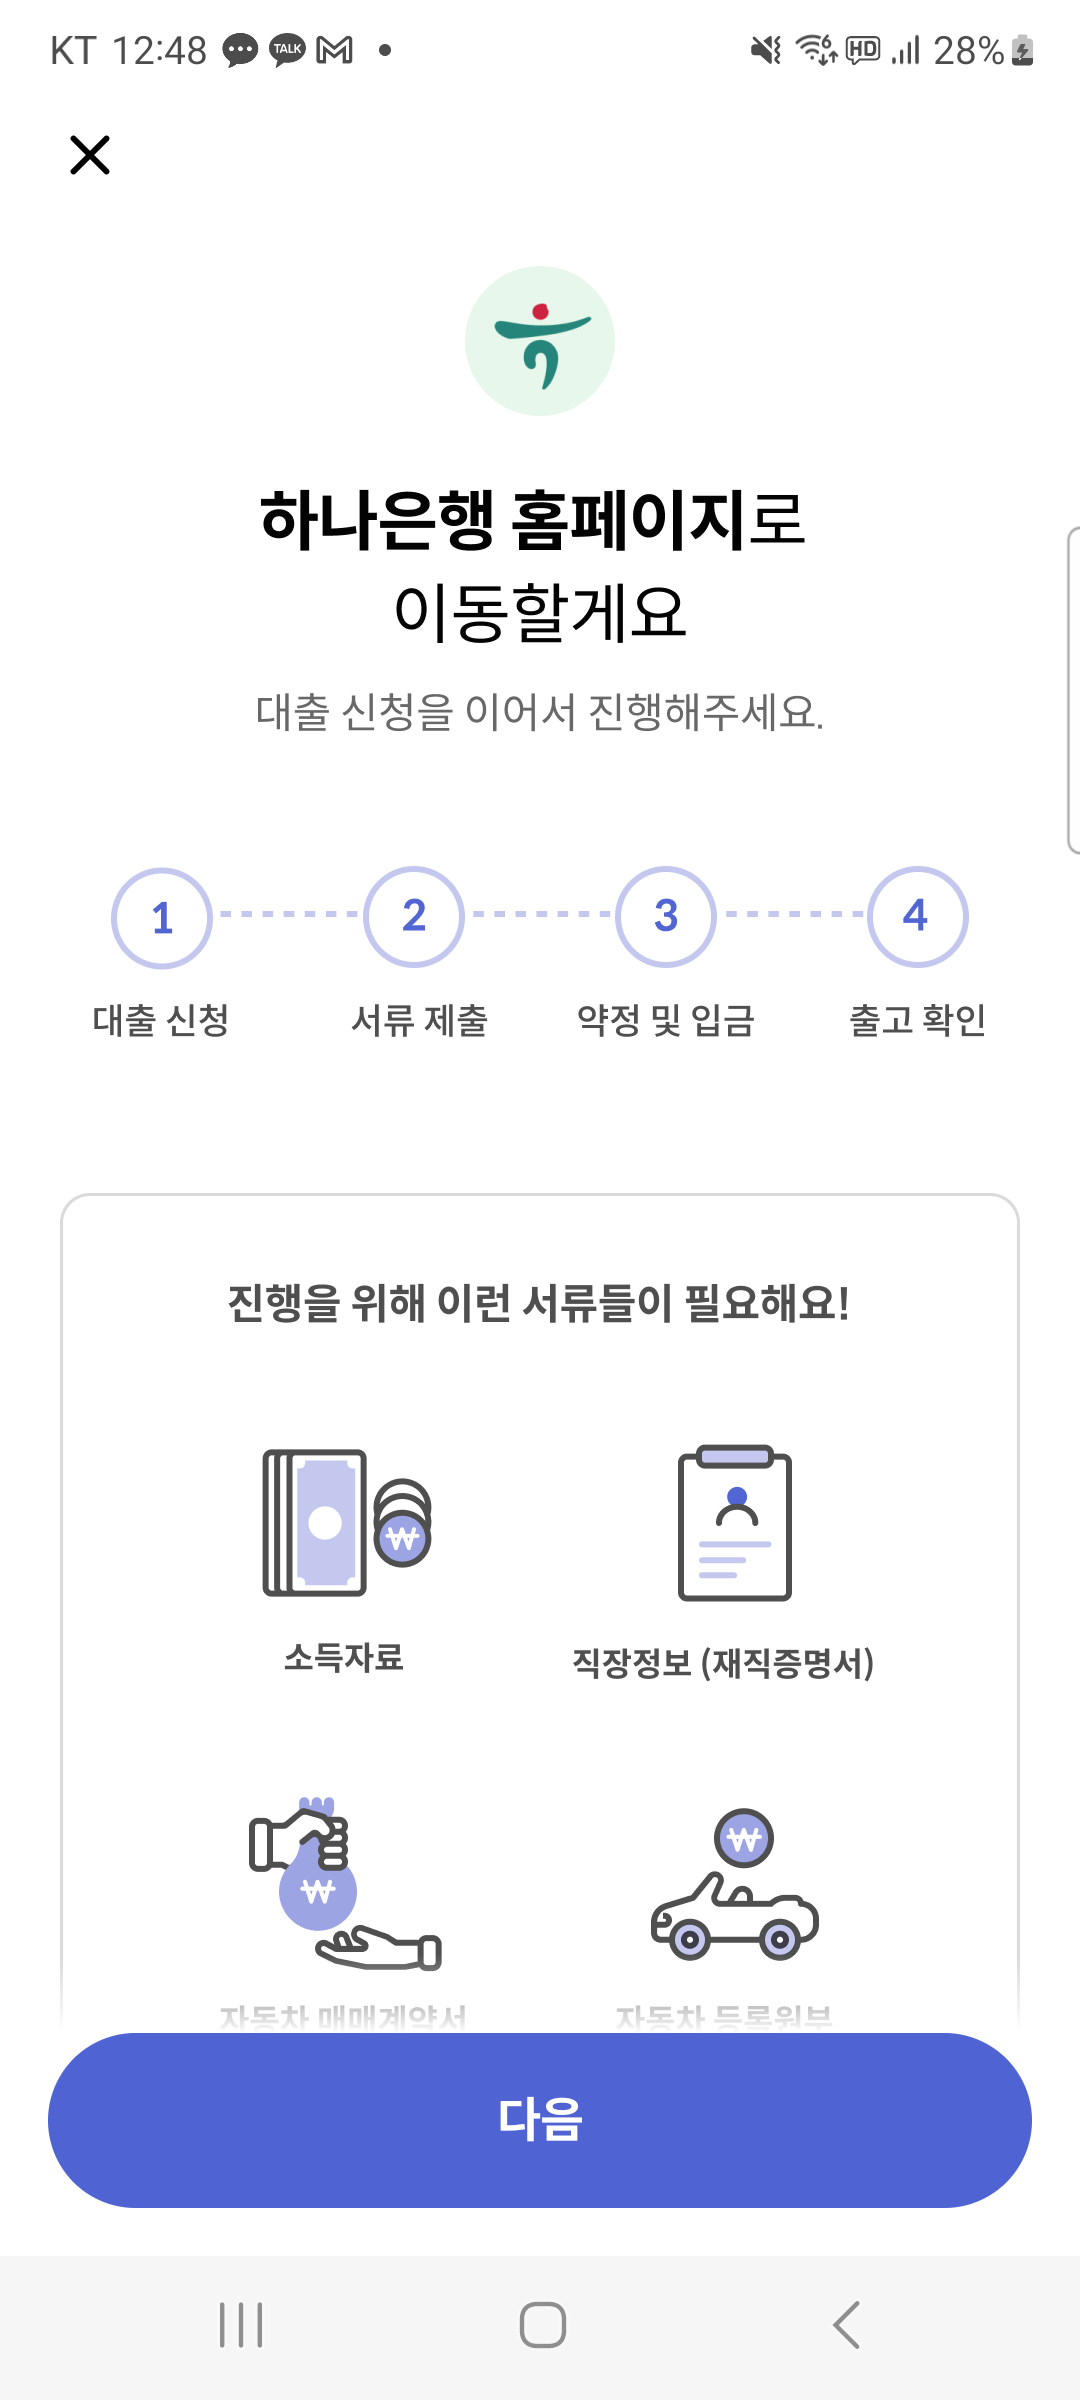 KT 12:48 TALK HD 28%
하나은행 홈페이지로
이동할게요
대출 신청을 이어서 진행해주세요.
1 2 3 4
대출 신청 서류 제출 약정 및 입금 출고 확인
진행을 위해 이런 서류들이 필요해요!
₩
소득자료 직장정보 (재직증명서)
₩ ₩
자동차 매매계약서 자동차 등록원부
다음